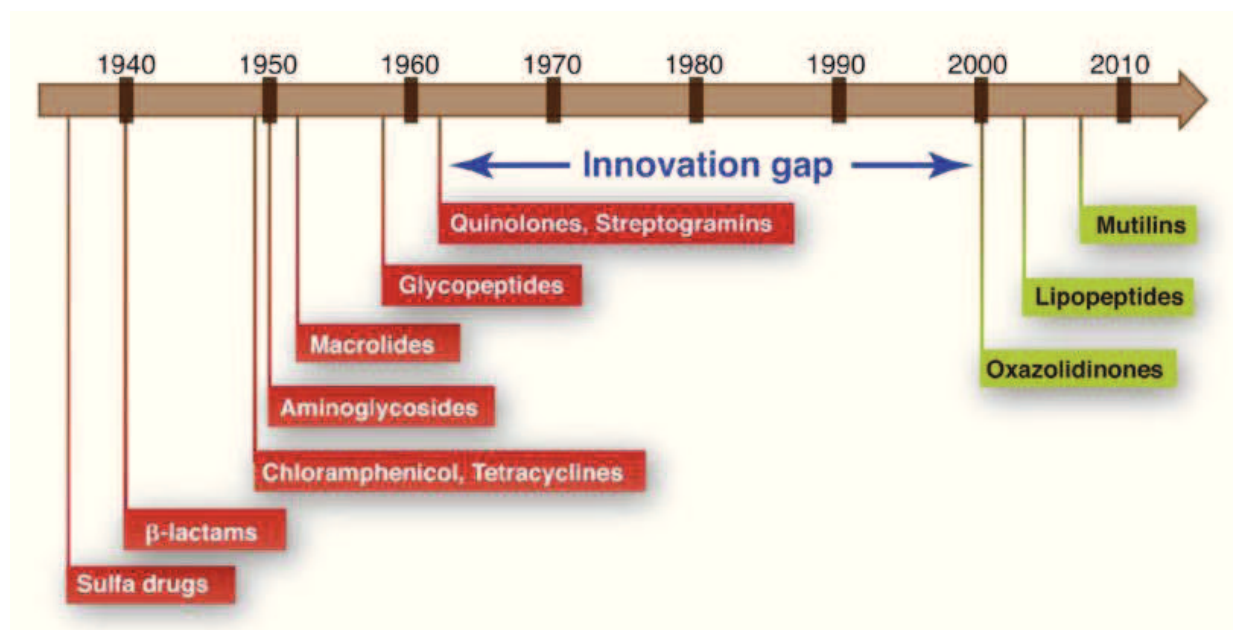 1940 1950 1960 1970 1980 1990 2000 2010
Innovation gap
Quinolones, Streptogramins
Mutilins
Glycopeptides
Lipopeptides
Macrolides
Oxazolidinones
Aminoglycosides
Chloramphenicol, Tetracyclines
β-lactams
Sulfa drugs